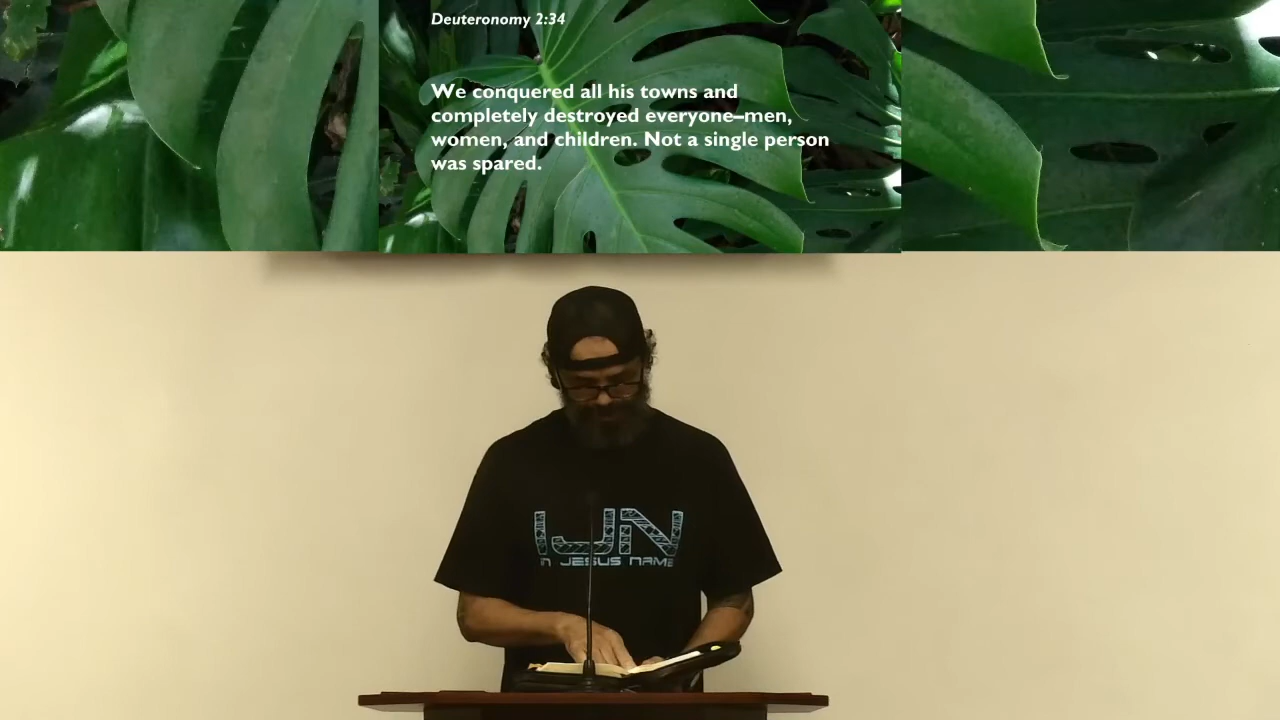 Deuteronomy 2:34
We conquered all his towns and
completely destroyed everyone–men,
women, and children. Not a single person
was spared.
IJN
IN JESUS NAME